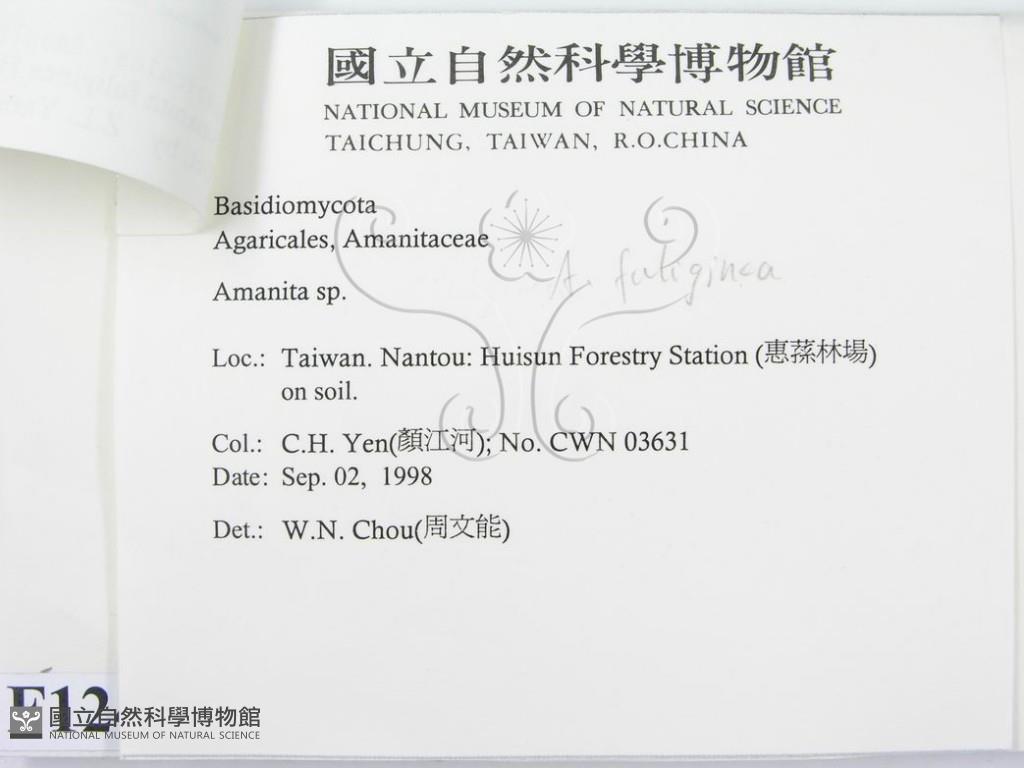 國立自然科學博物館
NATIONAL MUSEUM OF NATURAL SCIENCE
TAICHUNG, TAIWAN, R.O.CHINA
Basidiomycota
Agaricales, Amanitaceae
A. fuliginea
Amanita sp.
Loc.: Taiwan. Nantou: Huisun Forestry Station (惠蓀林場)
on soil.
Col.: C.H. Yen(顏江河); No. CWN 03631
Date: Sep. 02, 1998
Det.: W.N. Chou(周文能)
F12
國立自然科學博物館
NATIONAL MUSEUM OF NATURAL SCIENCE